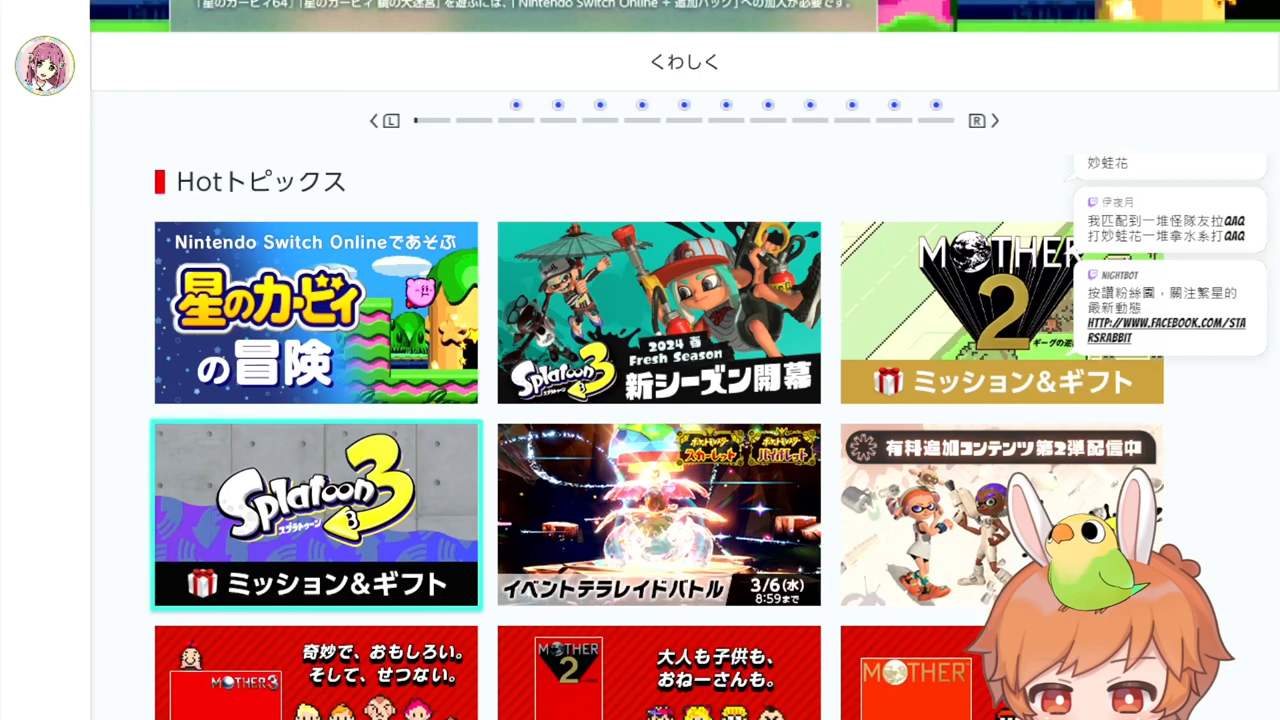 「星のカービィ64」「星のカービィ 鏡の大迷宮」を遊ぶには、「Nintendo Switch Online + 追加パック」への加入が必要です。
くわしく
L
R
Hotトピックス
妙蛙花
伊夜月
我匹配到一堆怪隊友拉QAQ
打妙蛙花一堆拿水系打QAQ
NIGHTBOT
按讚粉絲團，關注繁星的
最新動態
HTTP://WWW.FACEBOOK.COM/STA
RSRABBIT
Nintendo Switch Onlineであそぶ
星のカービィ
の冒険
2024 春
Fresh Season
Splatoon 3
スプラトゥーン
新シーズン開幕
MOTHER
2
ギーグの逆
ミッション&ギフト
Splatoon 3
スプラトゥーン
ミッション&ギフト
ポケットモンスター
スカーレット
ポケットモンスター
バイオレット
イベントテラレイドバトル
3/6(水)
8:59まで
有料追加コンテンツ第2弾配信中
奇妙で、おもしろい。
そして、せつない。
MOTHER3
MOTHER
2
大人も子供も、
おねーさんも。
MOTHER